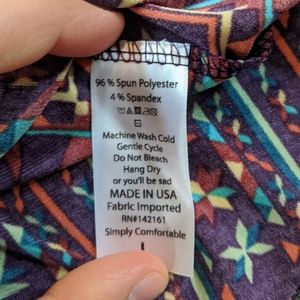 96% Spun Polyester
4% Spandex
Machine Wash Cold
Gentle Cycle
Do Not Bleach
Hang Dry
or you'll be sad
MADE IN USA
Fabric Imported
RN#142161
Simply Comfortable